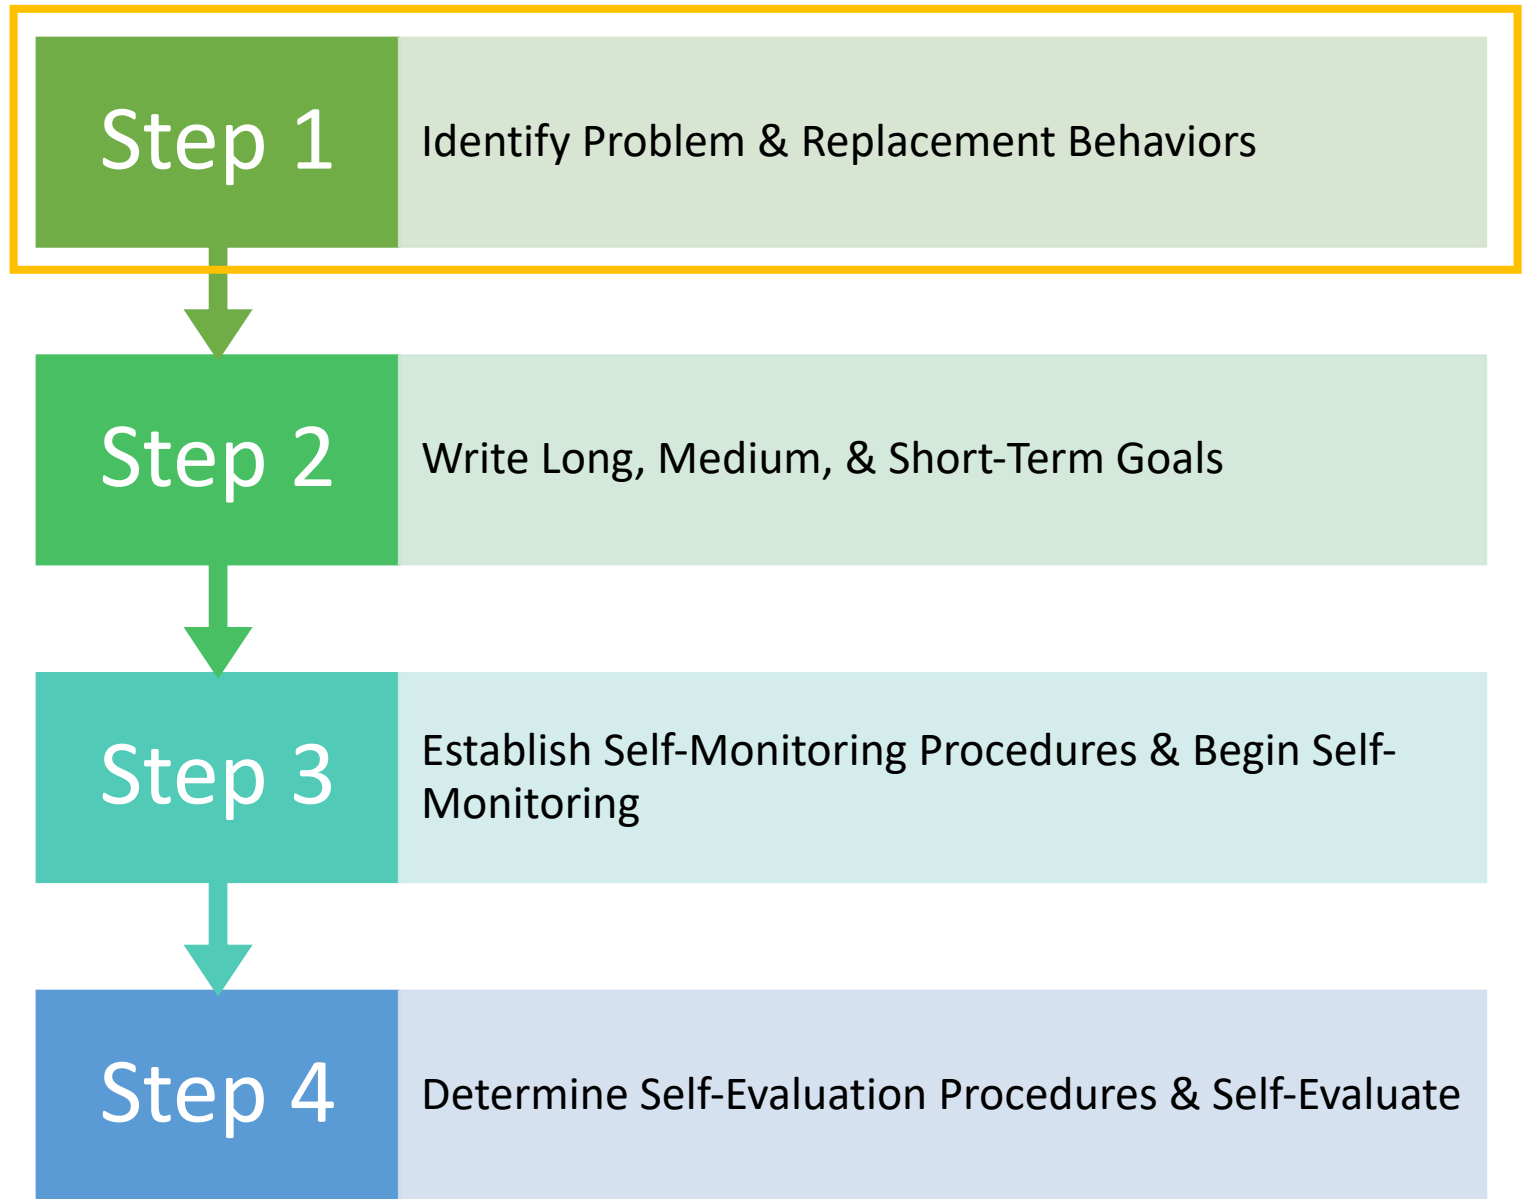 Step 1
Identify Problem & Replacement Behaviors
Step 2
Write Long, Medium, & Short-Term Goals
Step 3
Establish Self-Monitoring Procedures & Begin Self-
Monitoring
Step 4
Determine Self-Evaluation Procedures & Self-Evaluate